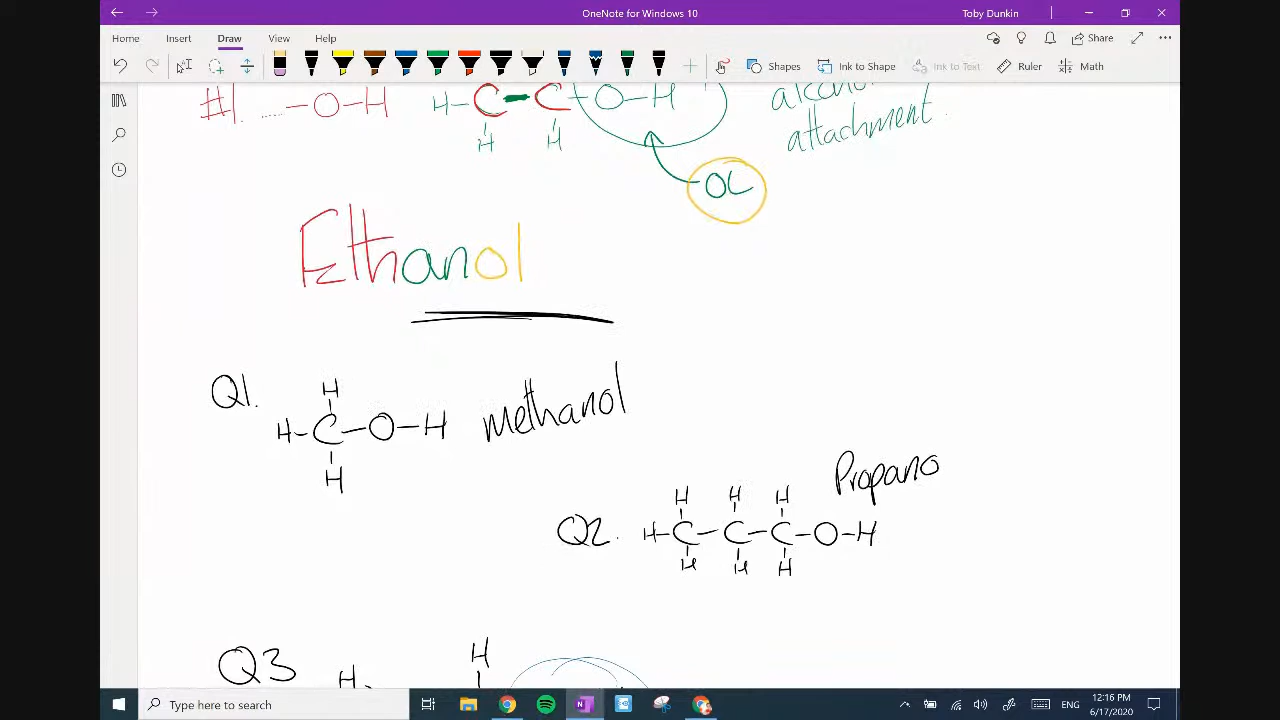 OneNote for Windows 10
Toby Dunkin
Home Insert Draw View Help
Share
Shapes
Ink to Shape
Ink to Text
Ruler
Math
#1. —O—H H—C—C—O—H
H H
attachment
OL
Ethanol
Q1.
H
H—C—O—H methanol
H
Propano
H H H
Q2. H—C—C—C—O—H
H H H
Q3 H H
Type here to search
ENG
12:16 PM
6/17/2020